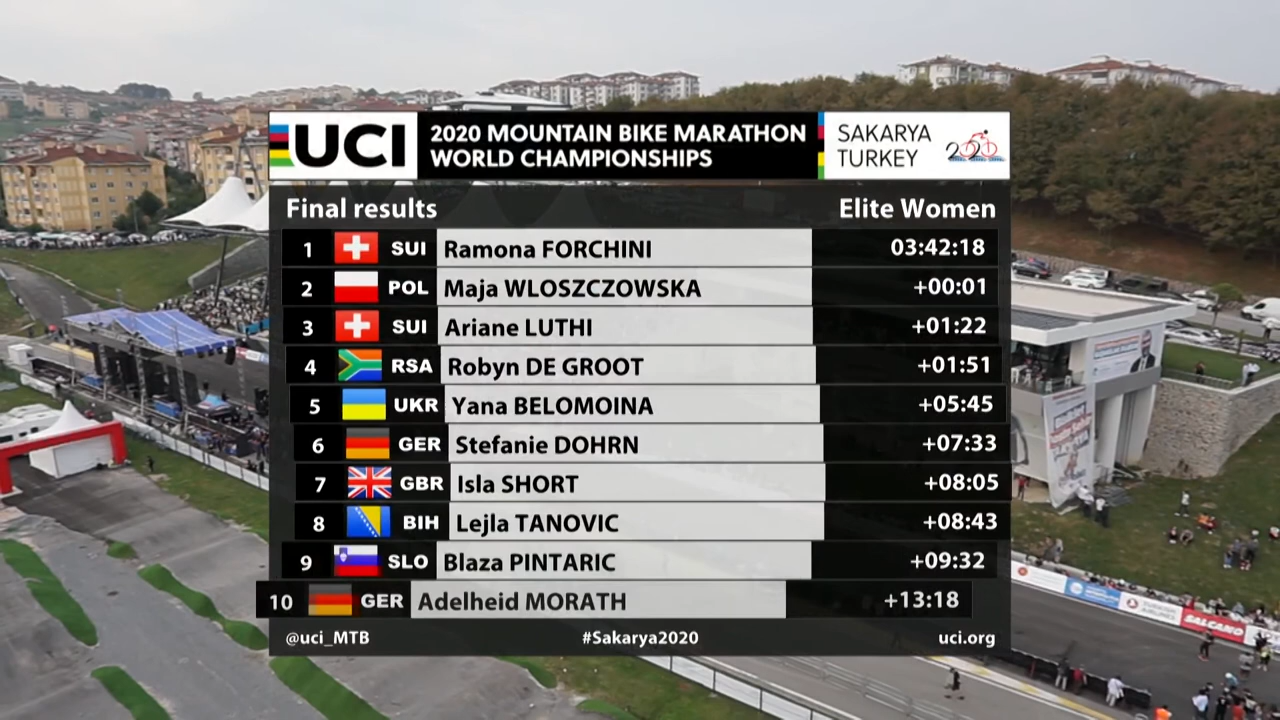 UCI
2020 MOUNTAIN BIKE MARATHON
WORLD CHAMPIONSHIPS
SAKARYA
TURKEY
Final results
Elite Women
1 SUI Ramona FORCHINI 03:42:18
2 POL Maja WLOSZCZOWSKA +00:01
3 SUI Ariane LUTHI +01:22
4 RSA Robyn DE GROOT +01:51
5 UKR Yana BELOMOINA +05:45
6 GER Stefanie DOHRN +07:33
7 GBR Isla SHORT +08:05
8 BIH Lejla TANOVIC +08:43
9 SLO Blaza PINTARIC +09:32
10 GER Adelheid MORATH +13:18
@uci_MTB #Sakarya2020 uci.org
SALCANO